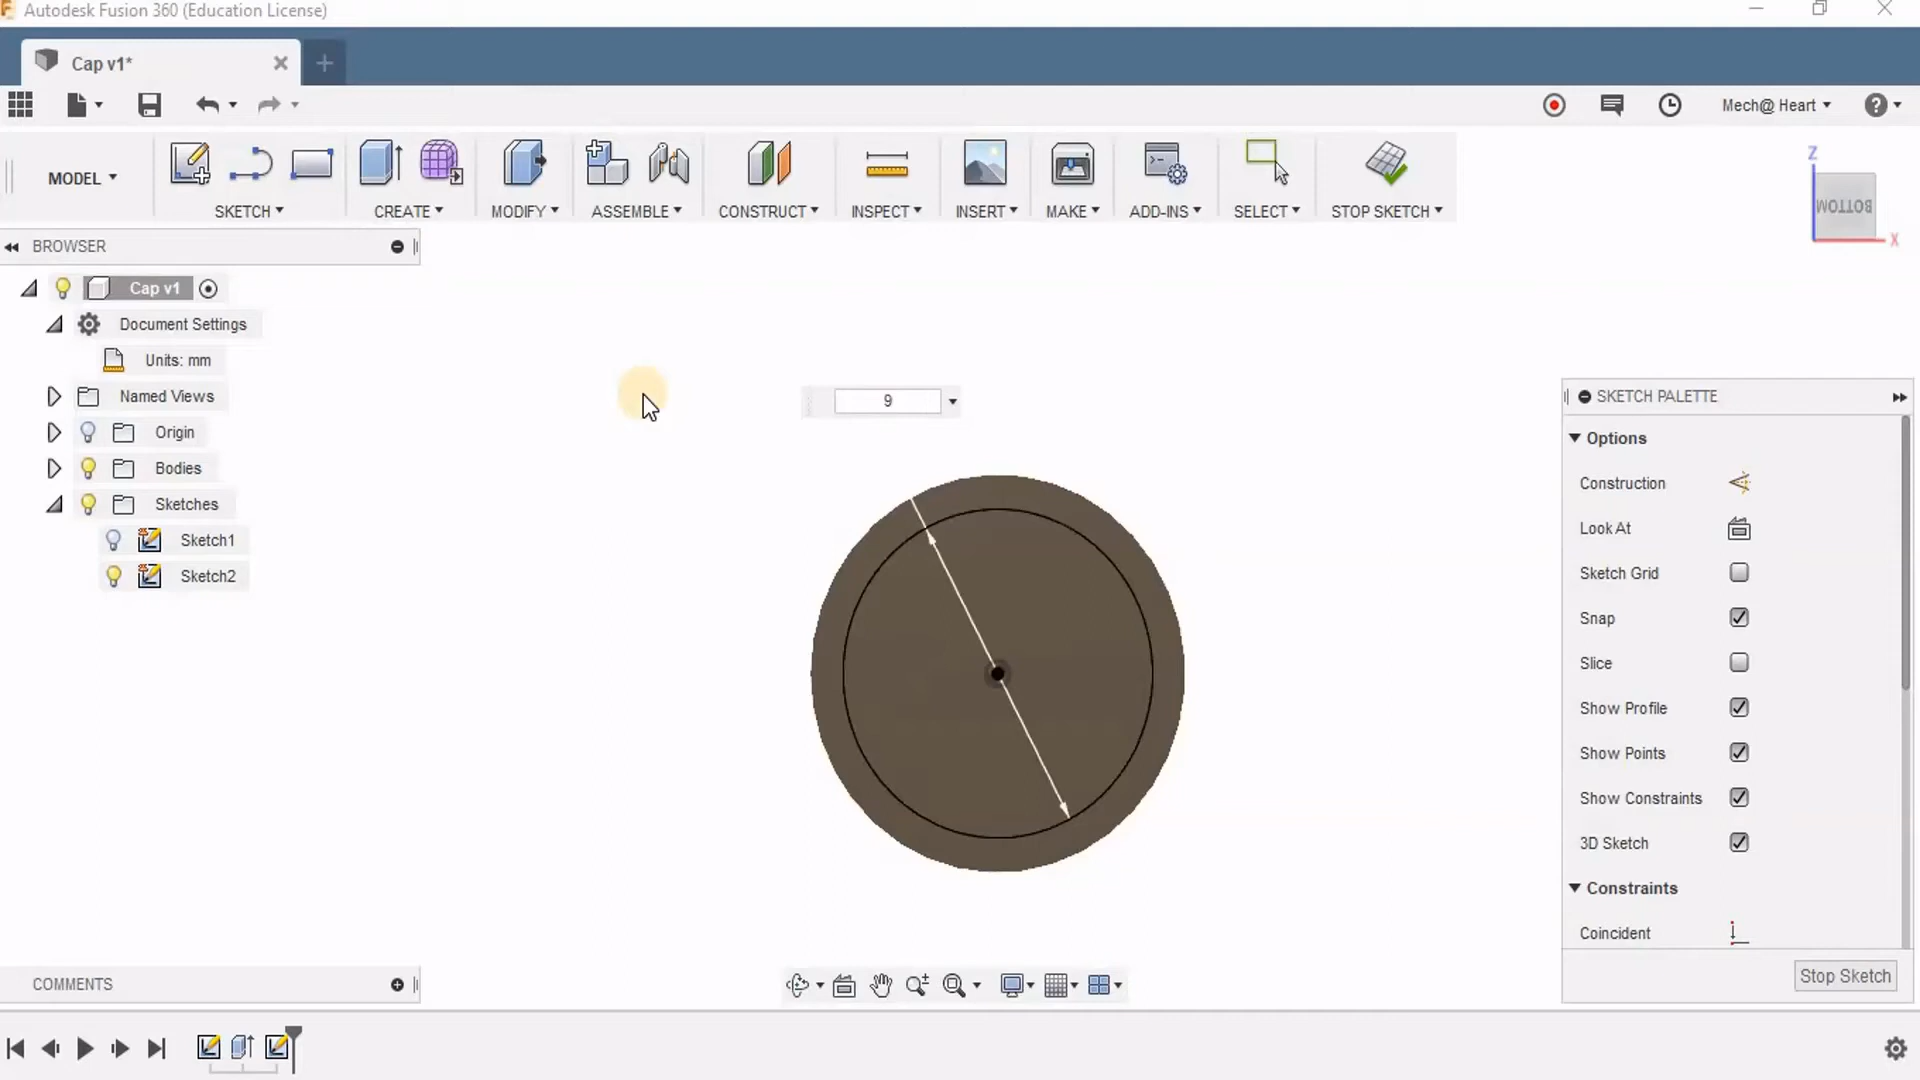 Autodesk Fusion 360 (Education License)
Cap v1*
Mech@ Heart
MODEL
SKETCH
CREATE
MODIFY
ASSEMBLE
CONSTRUCT
INSPECT
INSERT
MAKE
ADD-INS
SELECT
STOP SKETCH
Z
BOTTOM
X
BROWSER
Cap v1
Document Settings
Units: mm
Named Views
Origin
Bodies
Sketches
Sketch1
Sketch2
9
SKETCH PALETTE
Options
Construction
Look At
Sketch Grid
Snap
Slice
Show Profile
Show Points
Show Constraints
3D Sketch
Constraints
Coincident
Stop Sketch
COMMENTS